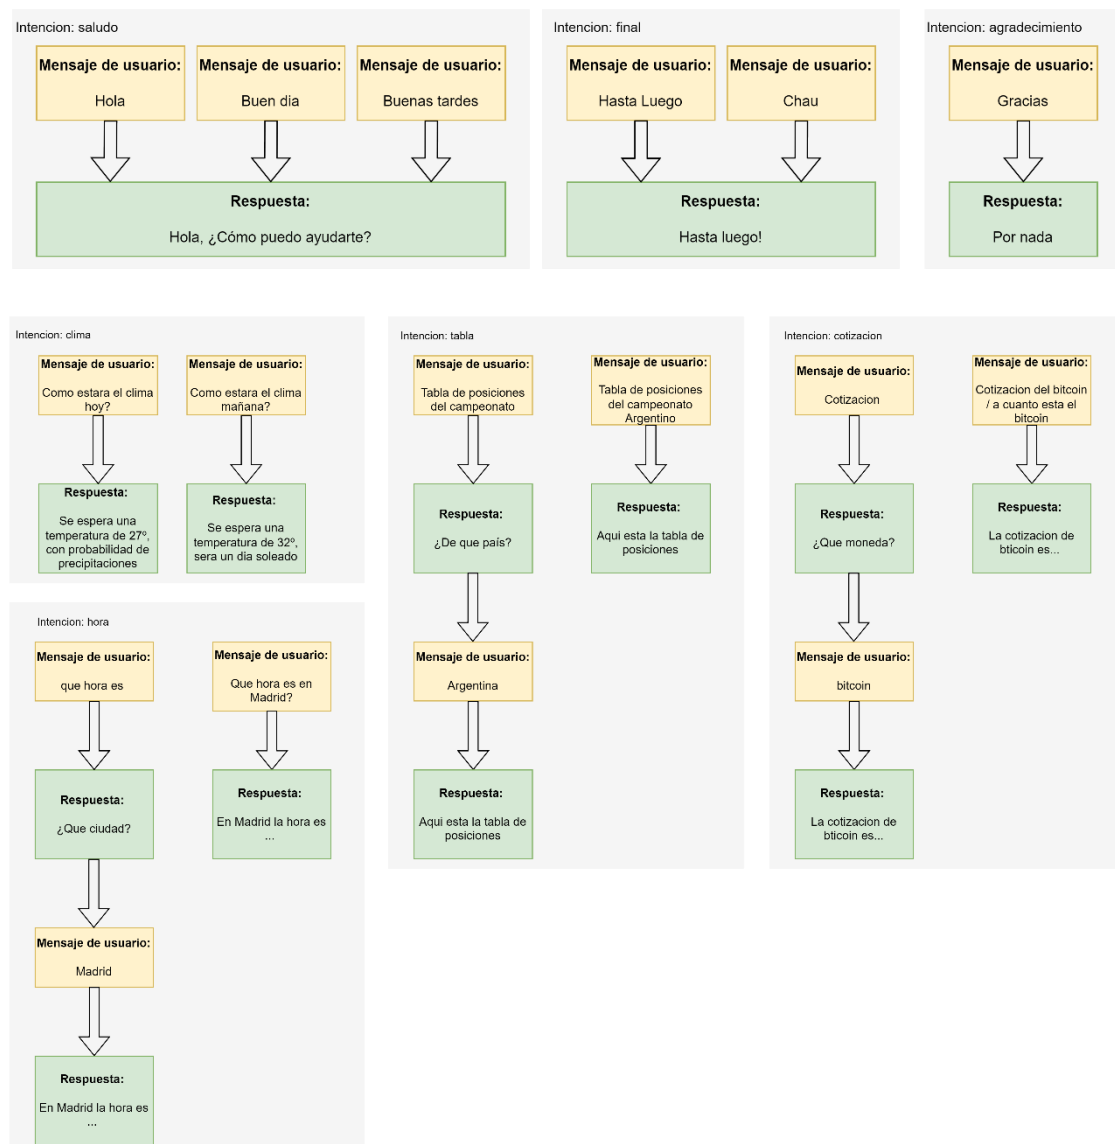 Intencion: saludo
Mensaje de usuario:
Hola
Mensaje de usuario:
Buen dia
Mensaje de usuario:
Buenas tardes
Respuesta:
Hola, ¿Cómo puedo ayudarte?
Intencion: final
Mensaje de usuario:
Hasta Luego
Mensaje de usuario:
Chau
Respuesta:
Hasta luego!
Intencion: agradecimiento
Mensaje de usuario:
Gracias
Respuesta:
Por nada
Intencion: clima
Mensaje de usuario:
Como estara el clima
hoy?
Respuesta:
Se espera una
temperatura de 27º,
con probabilidad de
precipitaciones
Mensaje de usuario:
Como estara el clima
mañana?
Respuesta:
Se espera una
temperatura de 32º,
sera un día soleado
Intencion: tabla
Mensaje de usuario:
Tabla de posiciones
del campeonato
Respuesta:
¿De que país?
Mensaje de usuario:
Argentina
Respuesta:
Aqui esta la tabla de
posiciones
Mensaje de usuario:
Tabla de posiciones
del campeonato
Argentino
Respuesta:
Aqui esta la tabla de
posiciones
Intencion: cotizacion
Mensaje de usuario:
Cotizacion
Respuesta:
¿Que moneda?
Mensaje de usuario:
bitcoin
Respuesta:
La cotizacion de
bticoin es...
Mensaje de usuario:
Cotizacion del bitcoin
/ a cuanto esta el
bitcoin
Respuesta:
La cotizacion de
bticoin es...
Intencion: hora
Mensaje de usuario:
que hora es
Respuesta:
¿Que ciudad?
Mensaje de usuario:
Madrid
Respuesta:
En Madrid la hora es
...
Mensaje de usuario:
Que hora es en
Madrid?
Respuesta:
En Madrid la hora es
...